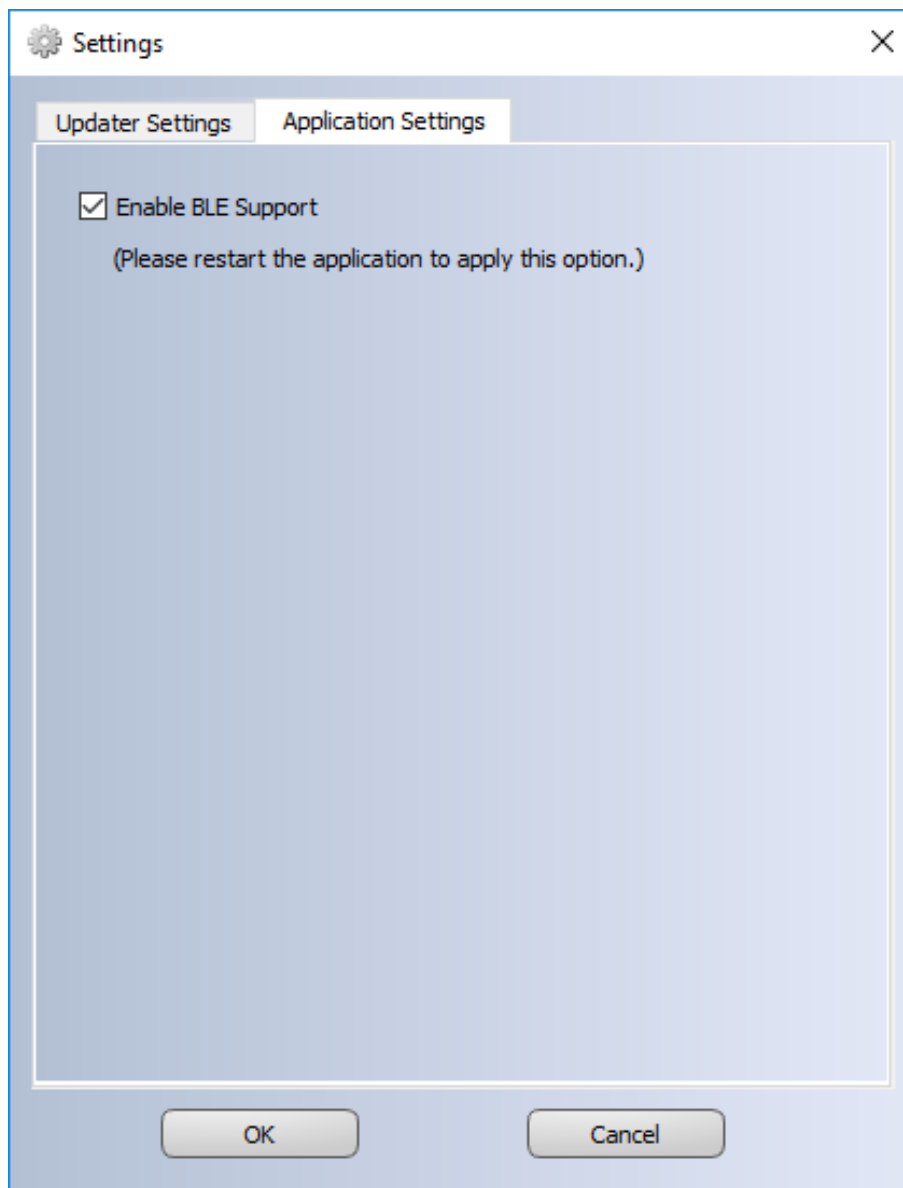 Settings
Updater Settings
Application Settings
Enable BLE Support
(Please restart the application to apply this option.)
OK
Cancel